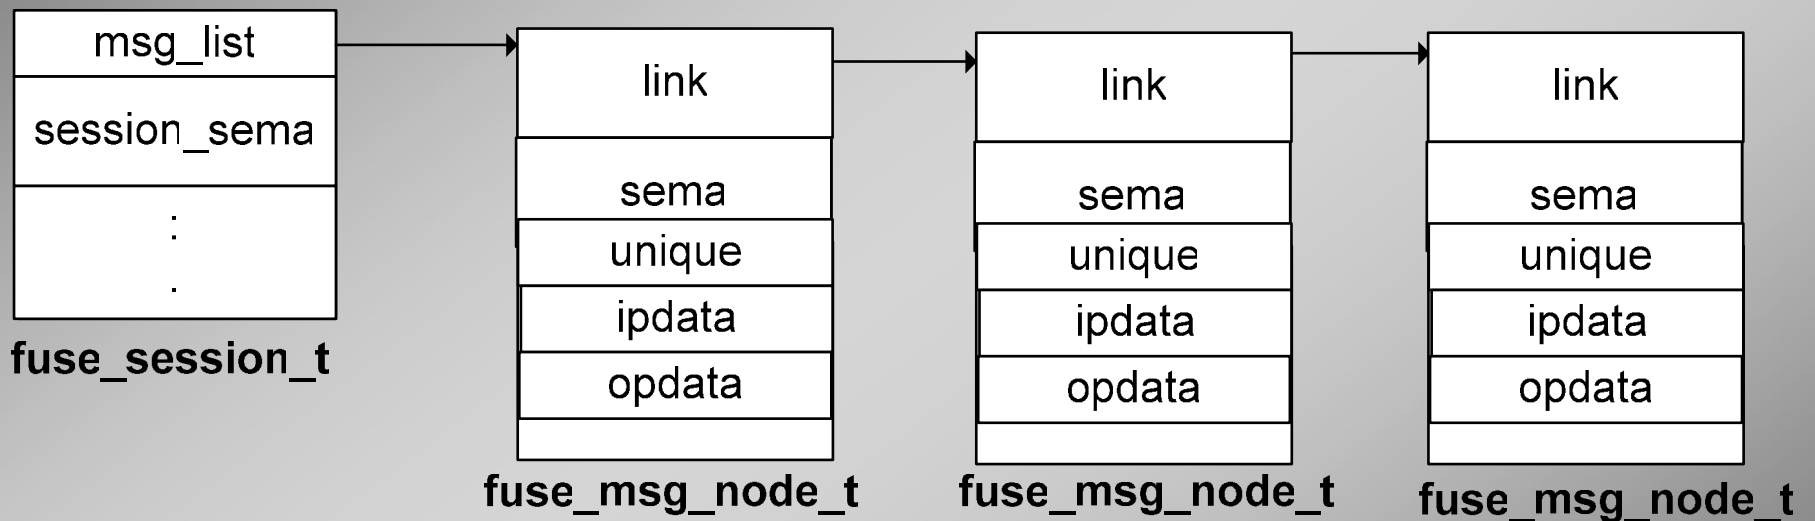 msg_list
session_sema
:
.
fuse_session_t
link
sema
unique
ipdata
opdata
fuse_msg_node_t
link
sema
unique
ipdata
opdata
fuse_msg_node_t
link
sema
unique
ipdata
opdata
fuse_msg_node_t